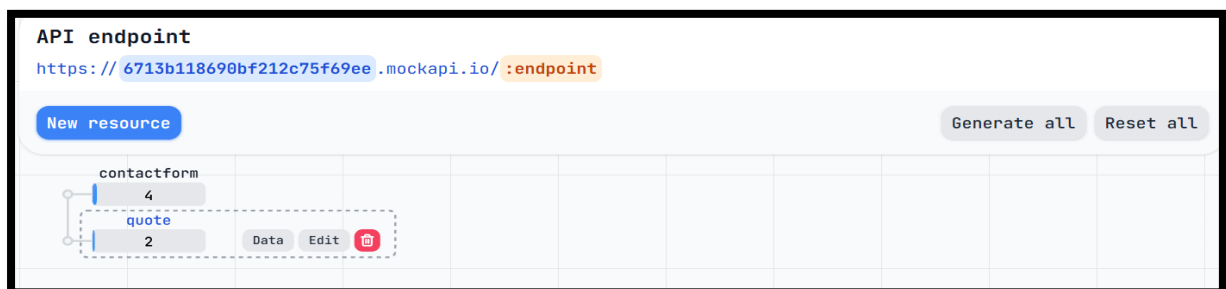 API endpoint
https://6713b118690bf212c75f69ee.mockapi.io/:endpoint
New resource
Generate all
Reset all
contactform
4
quote
2
Data
Edit